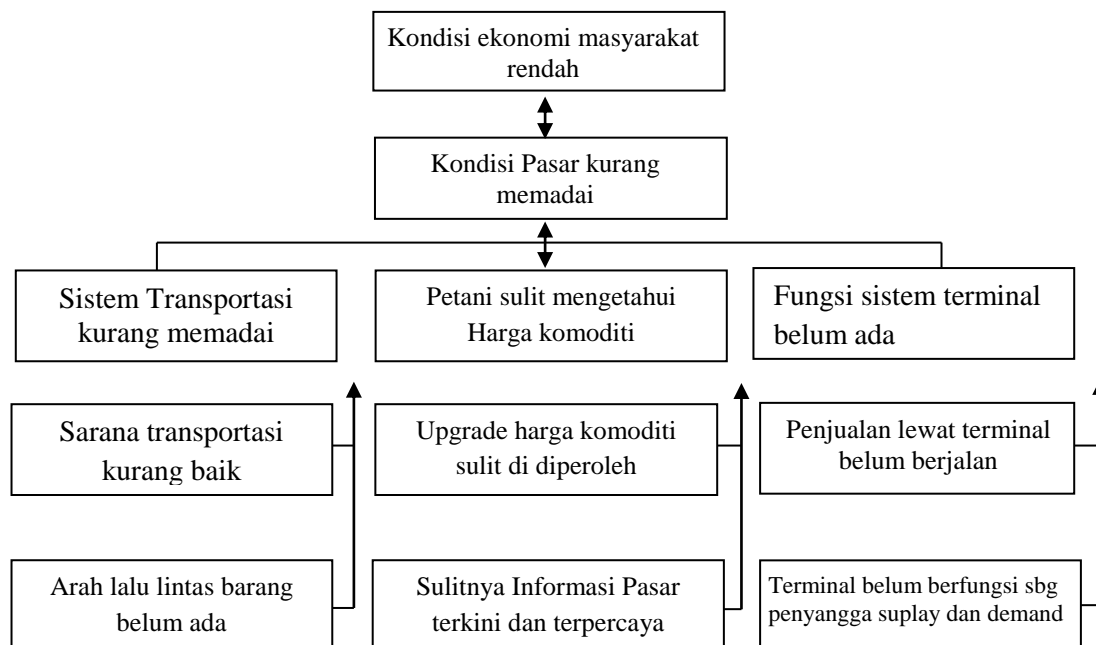 Kondisi ekonomi masyarakat
rendah
Kondisi Pasar kurang
memadai
Sistem Transportasi
kurang memadai
Petani sulit mengetahui
Harga komoditi
Fungsi sistem terminal
belum ada
Sarana transportasi
kurang baik
Upgrade harga komoditi
sulit di diperoleh
Penjualan lewat terminal
belum berjalan
Arah lalu lintas barang
belum ada
Sulitnya Informasi Pasar
terkini dan terpercaya
Terminal belum berfungsi sbg
penyangga suplay dan demand